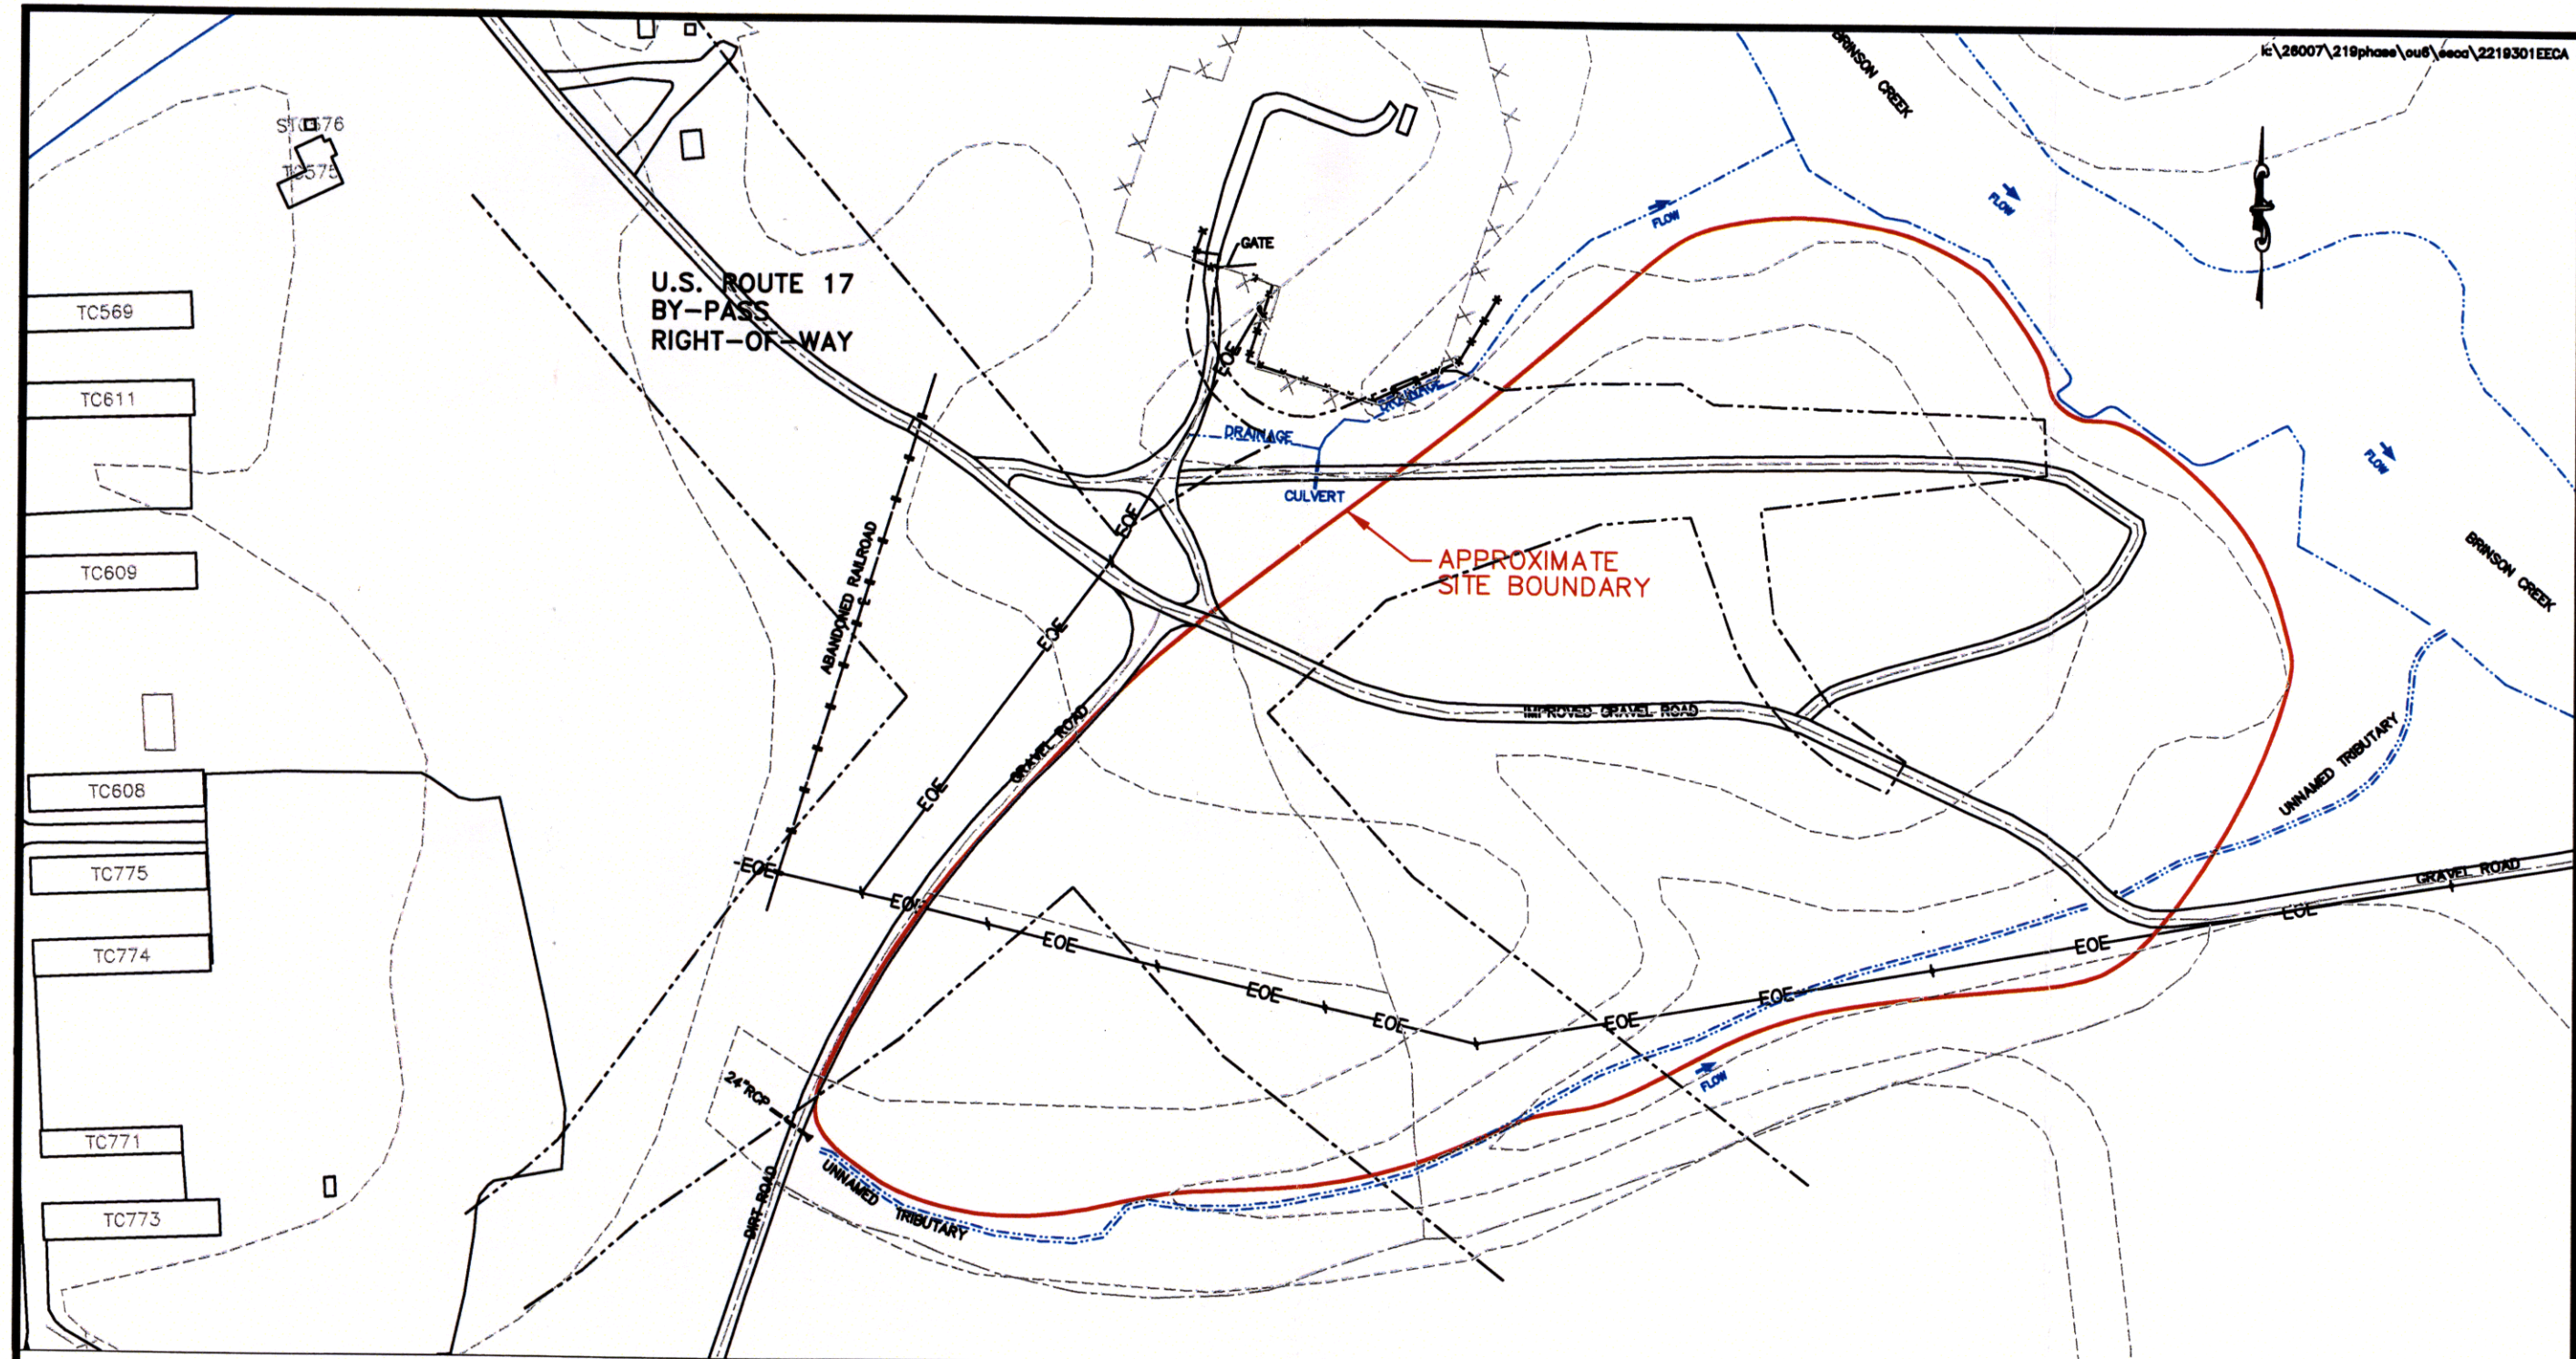 k:\26007\219phase\ou6\eeca\2219301EECA
BRINSON CREEK
STC576
TC575
FLOW
FLOW
GATE
U.S. ROUTE 17
BY-PASS
RIGHT-OF-WAY
TC569
EOE
TC611
DRAINAGE
DRAINAGE
FLOW
CULVERT
EOE
ABANDONED RAILROAD
APPROXIMATE
SITE BOUNDARY
BRINSON CREEK
TC609
EOE
IMPROVED GRAVEL ROAD
GRAVEL ROAD
UNNAMED TRIBUTARY
TC608
EOE
TC775
EOE
EOE
GRAVEL ROAD
EOE
EOE
EOE
TC774
EOE
EOE
EOE
EOE
24"RCP
FLOW
TC771
UNNAMED TRIBUTARY
DIRT ROAD
TC773